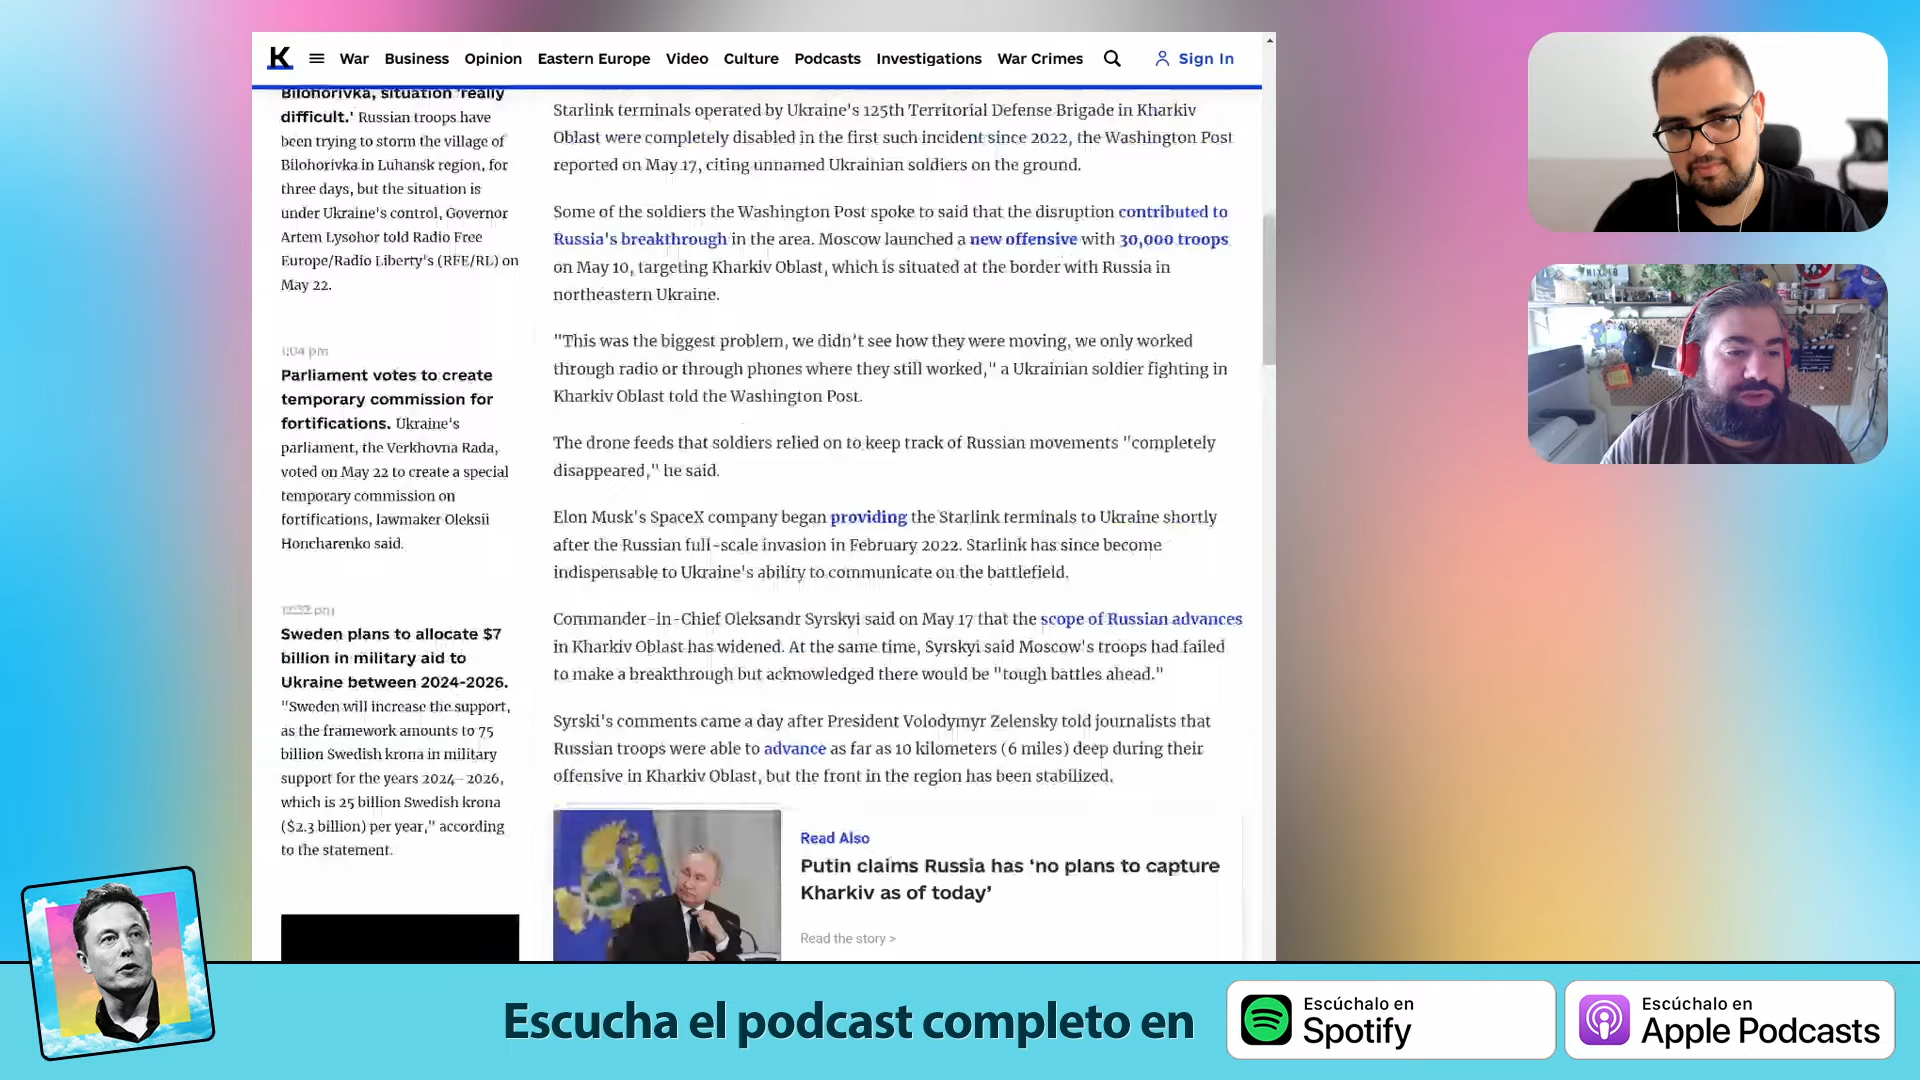 K
War Business Opinion Eastern Europe Video Culture Podcasts Investigations War Crimes Sign In
Bilohorivka, situation 'really
difficult.' Russian troops have
been trying to storm the village of
Bilohorivka in Luhansk region, for
three days, but the situation is
under Ukraine's control, Governor
Artem Lysohor told Radio Free
Europe/Radio Liberty's (RFE/RL) on
May 22.
1:04 pm
Parliament votes to create
temporary commission for
fortifications. Ukraine's
parliament, the Verkhovna Rada,
voted on May 22 to create a special
temporary commission on
fortifications, lawmaker Oleksii
Honcharenko said.
12:32 pm
Sweden plans to allocate $7
billion in military aid to
Ukraine between 2024-2026.
"Sweden will increase the support,
as the framework amounts to 75
billion Swedish krona in military
support for the years 2024–2026,
which is 25 billion Swedish krona
($2.3 billion) per year," according
to the statement.
Starlink terminals operated by Ukraine's 125th Territorial Defense Brigade in Kharkiv
Oblast were completely disabled in the first such incident since 2022, the Washington Post
reported on May 17, citing unnamed Ukrainian soldiers on the ground.
Some of the soldiers the Washington Post spoke to said that the disruption contributed to
Russia's breakthrough in the area. Moscow launched a new offensive with 30,000 troops
on May 10, targeting Kharkiv Oblast, which is situated at the border with Russia in
northeastern Ukraine.
"This was the biggest problem, we didn't see how they were moving, we only worked
through radio or through phones where they still worked," a Ukrainian soldier fighting in
Kharkiv Oblast told the Washington Post.
The drone feeds that soldiers relied on to keep track of Russian movements "completely
disappeared," he said.
Elon Musk's SpaceX company began providing the Starlink terminals to Ukraine shortly
after the Russian full-scale invasion in February 2022. Starlink has since become
indispensable to Ukraine's ability to communicate on the battlefield.
Commander-in-Chief Oleksandr Syrskyi said on May 17 that the scope of Russian advances
in Kharkiv Oblast has widened. At the same time, Syrskyi said Moscow's troops had failed
to make a breakthrough but acknowledged there would be "tough battles ahead."
Syrski's comments came a day after President Volodymyr Zelensky told journalists that
Russian troops were able to advance as far as 10 kilometers (6 miles) deep during their
offensive in Kharkiv Oblast, but the front in the region has been stabilized.
Read Also
Putin claims Russia has 'no plans to capture
Kharkiv as of today'
Read the story >
Escucha el podcast completo en
Escúchalo en
Spotify
Escúchalo en
Apple Podcasts